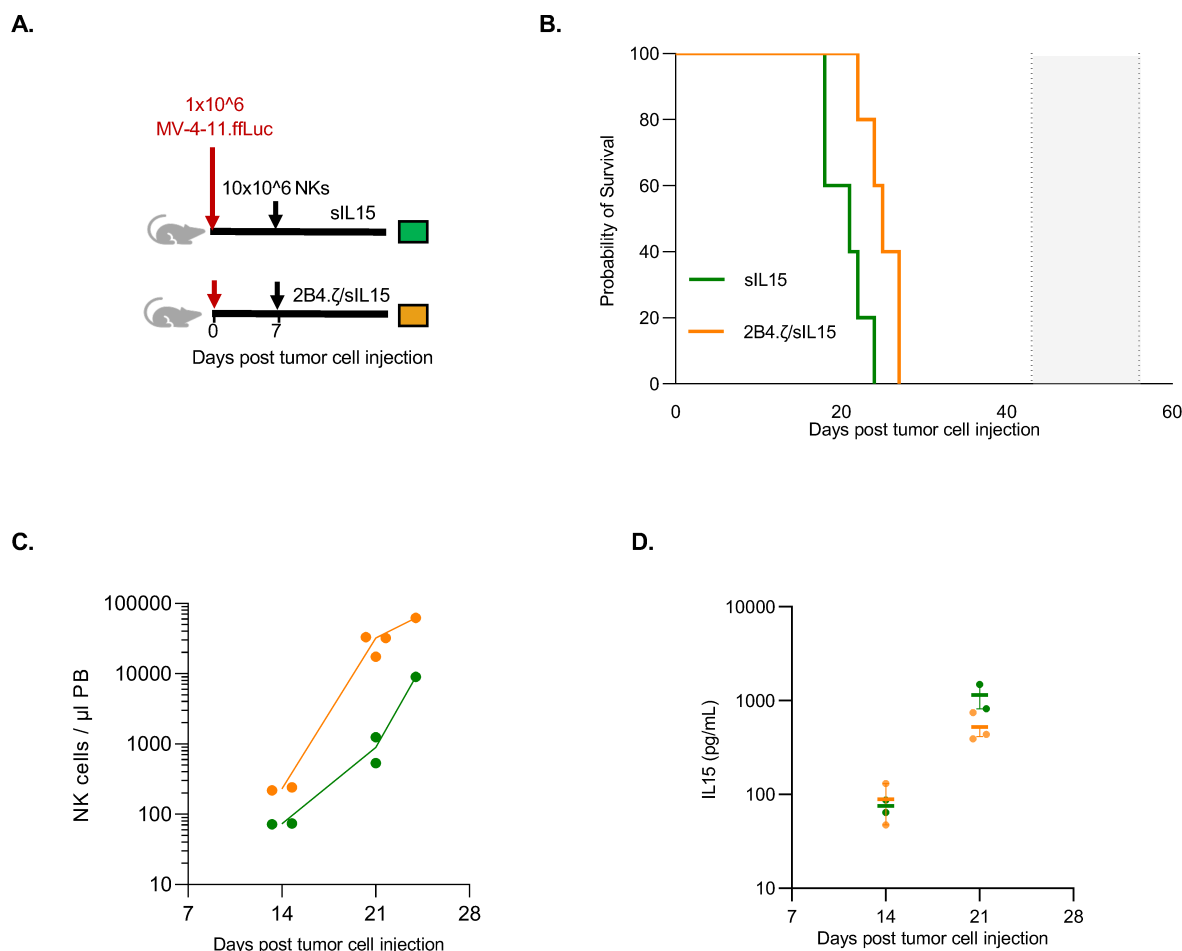 A.
1x10^6
MV-4-11.ffLuc
10x10^6 NKs
sIL15
2B4.ζ/sIL15
0
7
Days post tumor cell injection
B.
Probability of Survival
100
80
60
40
20
0
sIL15
2B4.ζ/sIL15
0
20
40
60
Days post tumor cell injection
C.
NK cells / µl PB
100000
10000
1000
100
10
7
14
21
28
Days post tumor cell injection
D.
IL15 (pg/mL)
10000
1000
100
10
7
14
21
28
Days post tumor cell injection